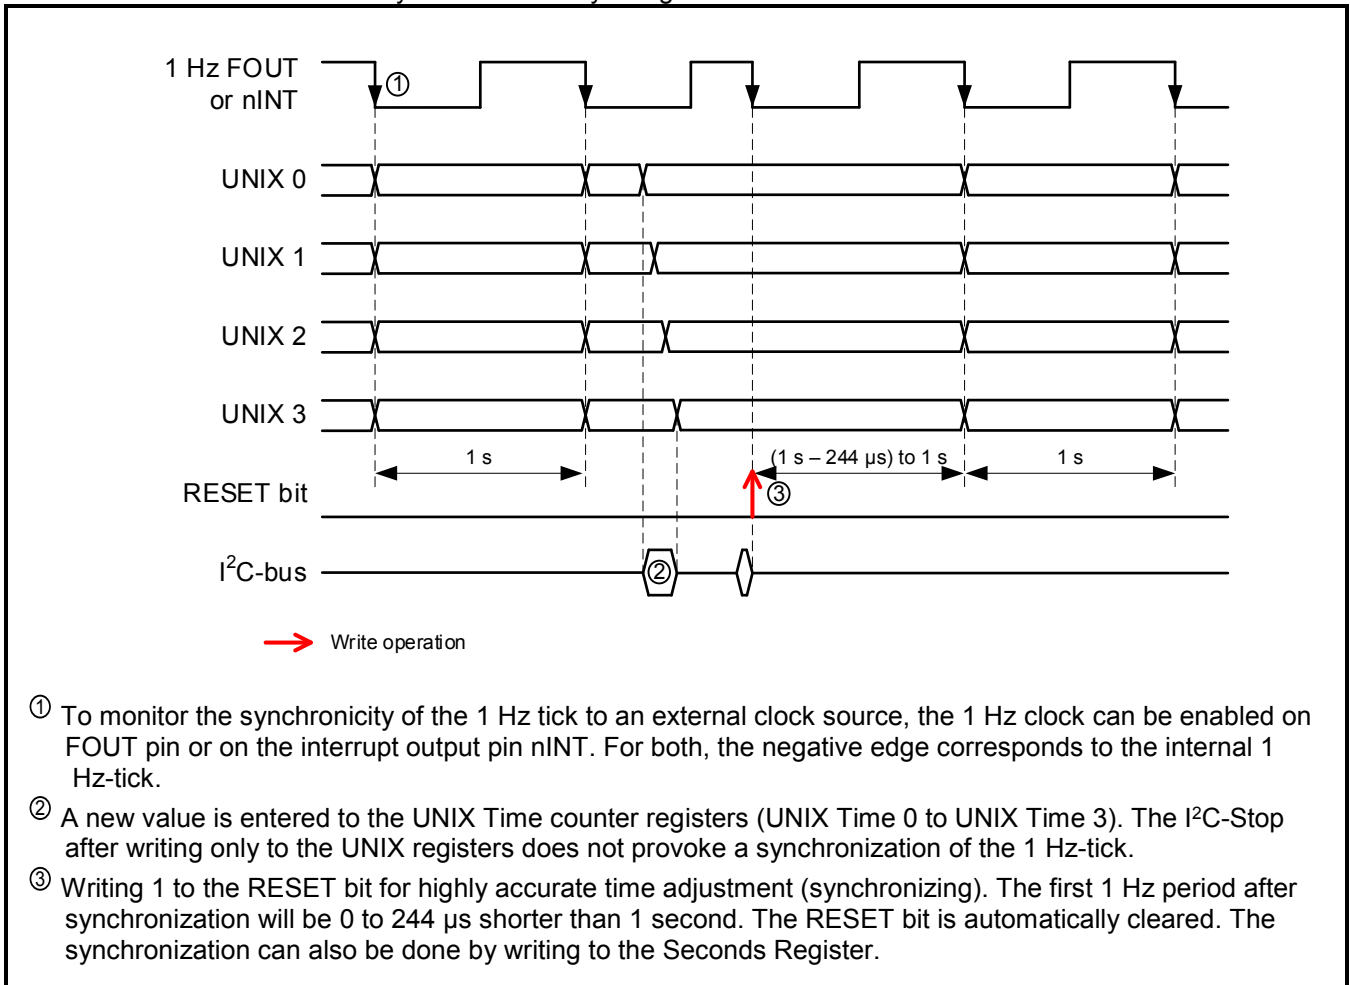 1 Hz FOUT
or nINT
①
UNIX 0
UNIX 1
UNIX 2
UNIX 3
1 s
(1 s – 244 µs) to 1 s
1 s
RESET bit
③
I²C-bus
②
Write operation
① To monitor the synchronicity of the 1 Hz tick to an external clock source, the 1 Hz clock can be enabled on
FOUT pin or on the interrupt output pin nINT. For both, the negative edge corresponds to the internal 1
Hz-tick.
② A new value is entered to the UNIX Time counter registers (UNIX Time 0 to UNIX Time 3). The I²C-Stop
after writing only to the UNIX registers does not provoke a synchronization of the 1 Hz-tick.
③ Writing 1 to the RESET bit for highly accurate time adjustment (synchronizing). The first 1 Hz period after
synchronization will be 0 to 244 µs shorter than 1 second. The RESET bit is automatically cleared. The
synchronization can also be done by writing to the Seconds Register.